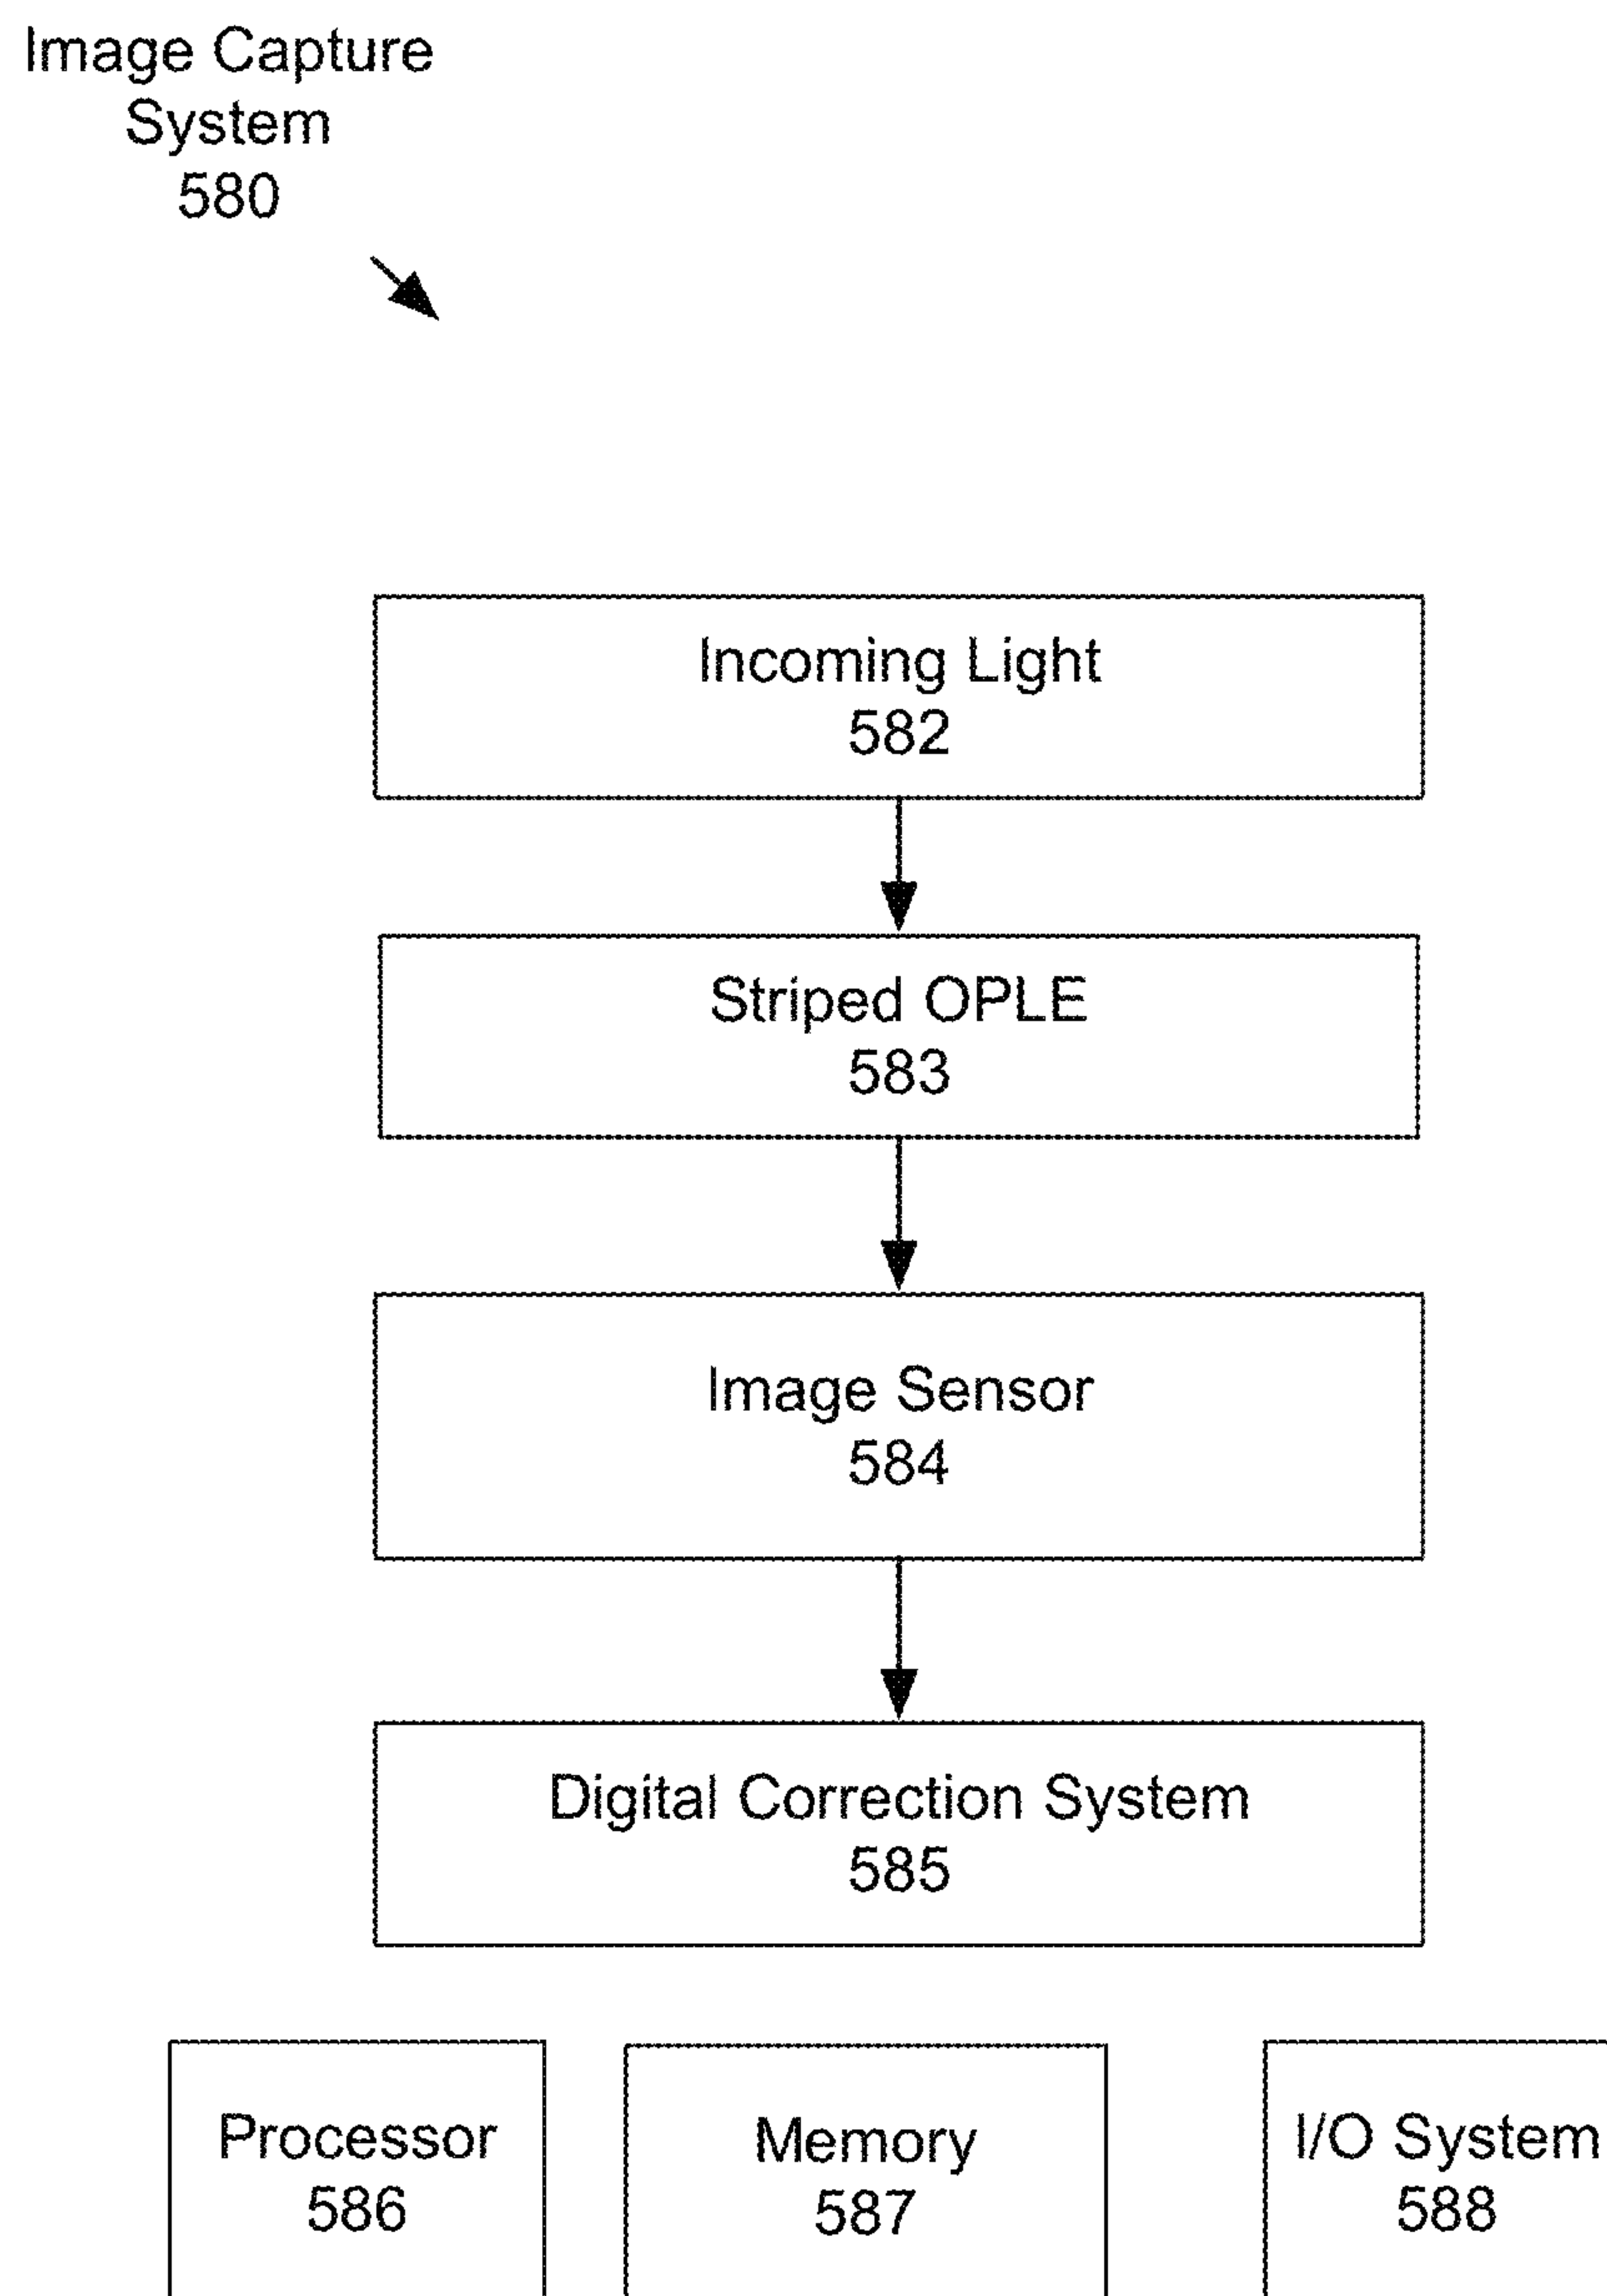 Image Capture
System
580
Incoming Light
582
Striped OPLE
583
Image Sensor
584
Digital Correction System
585
Processor
586
Memory
587
I/O System
588